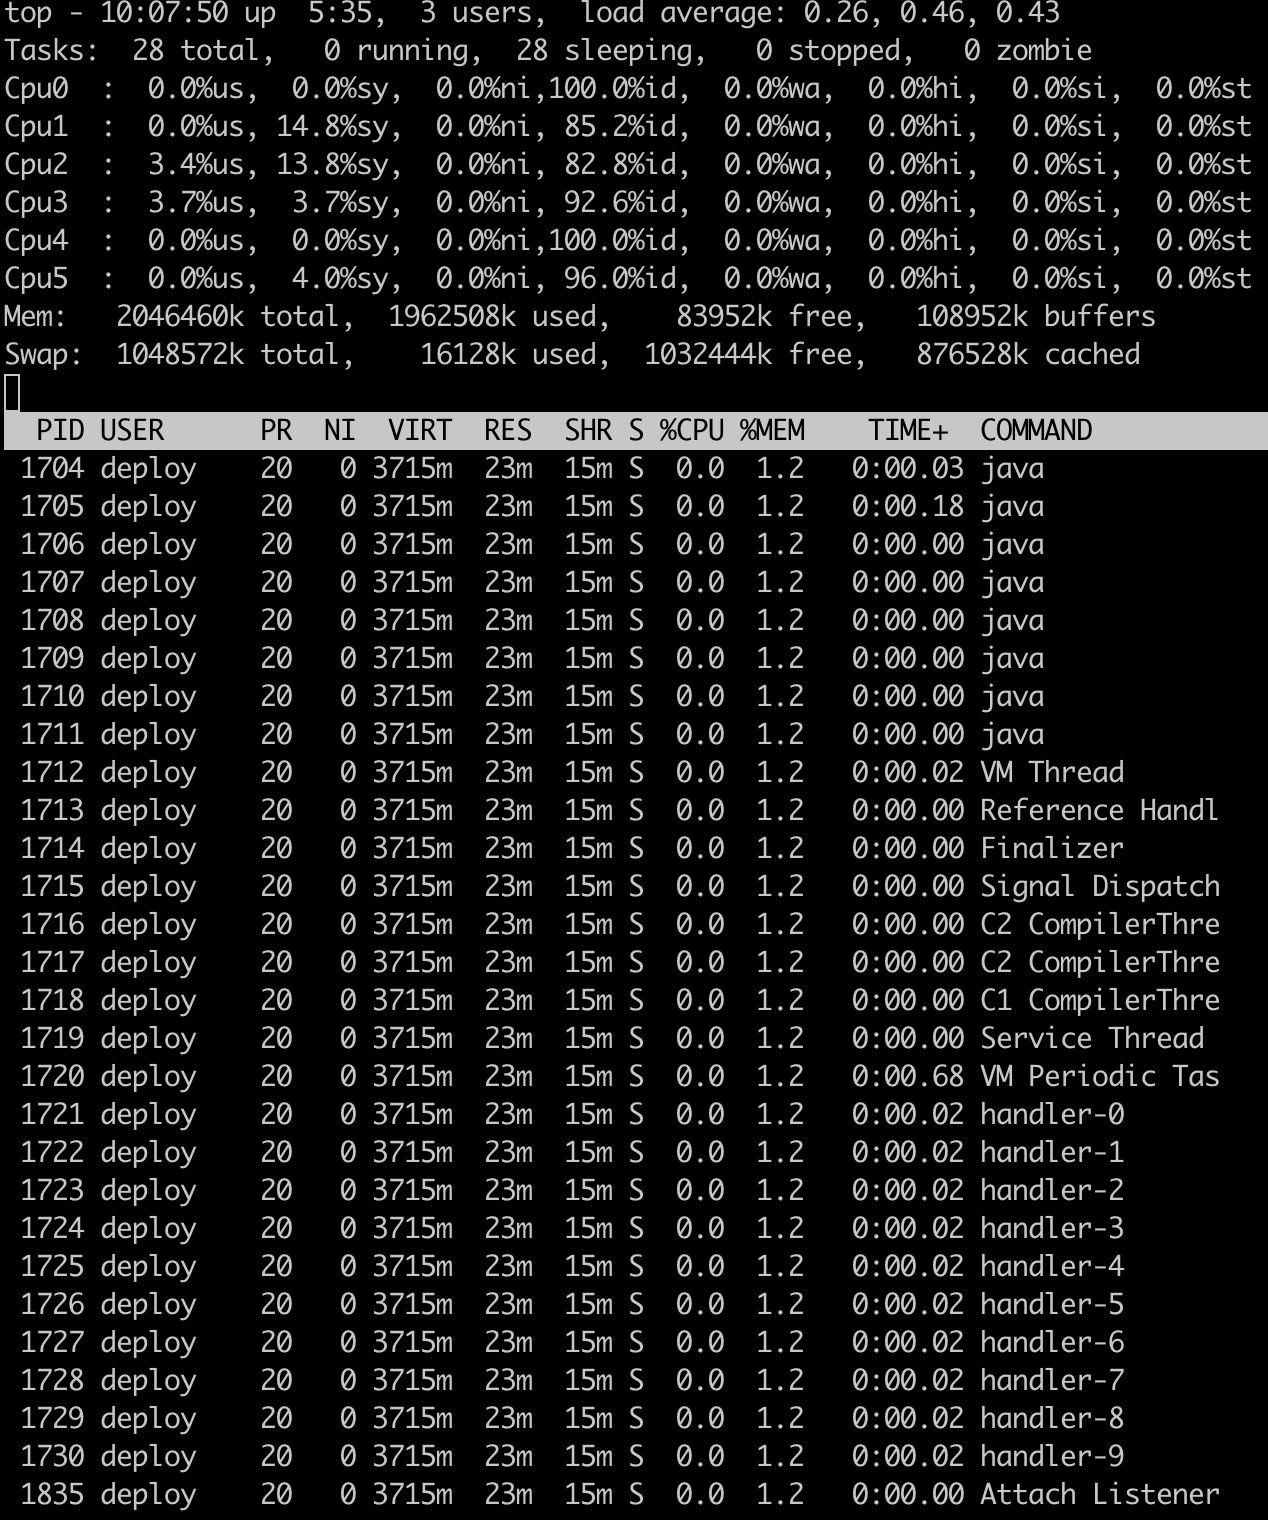 top - 10:07:50 up  5:35,  3 users,  load average: 0.26, 0.46, 0.43
Tasks:  28 total,   0 running,  28 sleeping,   0 stopped,   0 zombie
Cpu0  :  0.0%us,  0.0%sy,  0.0%ni,100.0%id,  0.0%wa,  0.0%hi,  0.0%si,  0.0%st
Cpu1  :  0.0%us, 14.8%sy,  0.0%ni, 85.2%id,  0.0%wa,  0.0%hi,  0.0%si,  0.0%st
Cpu2  :  3.4%us, 13.8%sy,  0.0%ni, 82.8%id,  0.0%wa,  0.0%hi,  0.0%si,  0.0%st
Cpu3  :  3.7%us,  3.7%sy,  0.0%ni, 92.6%id,  0.0%wa,  0.0%hi,  0.0%si,  0.0%st
Cpu4  :  0.0%us,  0.0%sy,  0.0%ni,100.0%id,  0.0%wa,  0.0%hi,  0.0%si,  0.0%st
Cpu5  :  0.0%us,  4.0%sy,  0.0%ni, 96.0%id,  0.0%wa,  0.0%hi,  0.0%si,  0.0%st
Mem:   2046460k total,  1962508k used,    83952k free,   108952k buffers
Swap:  1048572k total,    16128k used,  1032444k free,   876528k cached
  PID USER      PR  NI  VIRT  RES  SHR S %CPU %MEM    TIME+  COMMAND
 1704 deploy    20   0 3715m  23m  15m S  0.0  1.2   0:00.03 java
 1705 deploy    20   0 3715m  23m  15m S  0.0  1.2   0:00.18 java
 1706 deploy    20   0 3715m  23m  15m S  0.0  1.2   0:00.00 java
 1707 deploy    20   0 3715m  23m  15m S  0.0  1.2   0:00.00 java
 1708 deploy    20   0 3715m  23m  15m S  0.0  1.2   0:00.00 java
 1709 deploy    20   0 3715m  23m  15m S  0.0  1.2   0:00.00 java
 1710 deploy    20   0 3715m  23m  15m S  0.0  1.2   0:00.00 java
 1711 deploy    20   0 3715m  23m  15m S  0.0  1.2   0:00.00 java
 1712 deploy    20   0 3715m  23m  15m S  0.0  1.2   0:00.02 VM Thread
 1713 deploy    20   0 3715m  23m  15m S  0.0  1.2   0:00.00 Reference Handl
 1714 deploy    20   0 3715m  23m  15m S  0.0  1.2   0:00.00 Finalizer
 1715 deploy    20   0 3715m  23m  15m S  0.0  1.2   0:00.00 Signal Dispatch
 1716 deploy    20   0 3715m  23m  15m S  0.0  1.2   0:00.00 C2 CompilerThre
 1717 deploy    20   0 3715m  23m  15m S  0.0  1.2   0:00.00 C2 CompilerThre
 1718 deploy    20   0 3715m  23m  15m S  0.0  1.2   0:00.00 C1 CompilerThre
 1719 deploy    20   0 3715m  23m  15m S  0.0  1.2   0:00.00 Service Thread
 1720 deploy    20   0 3715m  23m  15m S  0.0  1.2   0:00.68 VM Periodic Tas
 1721 deploy    20   0 3715m  23m  15m S  0.0  1.2   0:00.02 handler-0
 1722 deploy    20   0 3715m  23m  15m S  0.0  1.2   0:00.02 handler-1
 1723 deploy    20   0 3715m  23m  15m S  0.0  1.2   0:00.02 handler-2
 1724 deploy    20   0 3715m  23m  15m S  0.0  1.2   0:00.02 handler-3
 1725 deploy    20   0 3715m  23m  15m S  0.0  1.2   0:00.02 handler-4
 1726 deploy    20   0 3715m  23m  15m S  0.0  1.2   0:00.02 handler-5
 1727 deploy    20   0 3715m  23m  15m S  0.0  1.2   0:00.02 handler-6
 1728 deploy    20   0 3715m  23m  15m S  0.0  1.2   0:00.02 handler-7
 1729 deploy    20   0 3715m  23m  15m S  0.0  1.2   0:00.02 handler-8
 1730 deploy    20   0 3715m  23m  15m S  0.0  1.2   0:00.02 handler-9
 1835 deploy    20   0 3715m  23m  15m S  0.0  1.2   0:00.00 Attach Listener